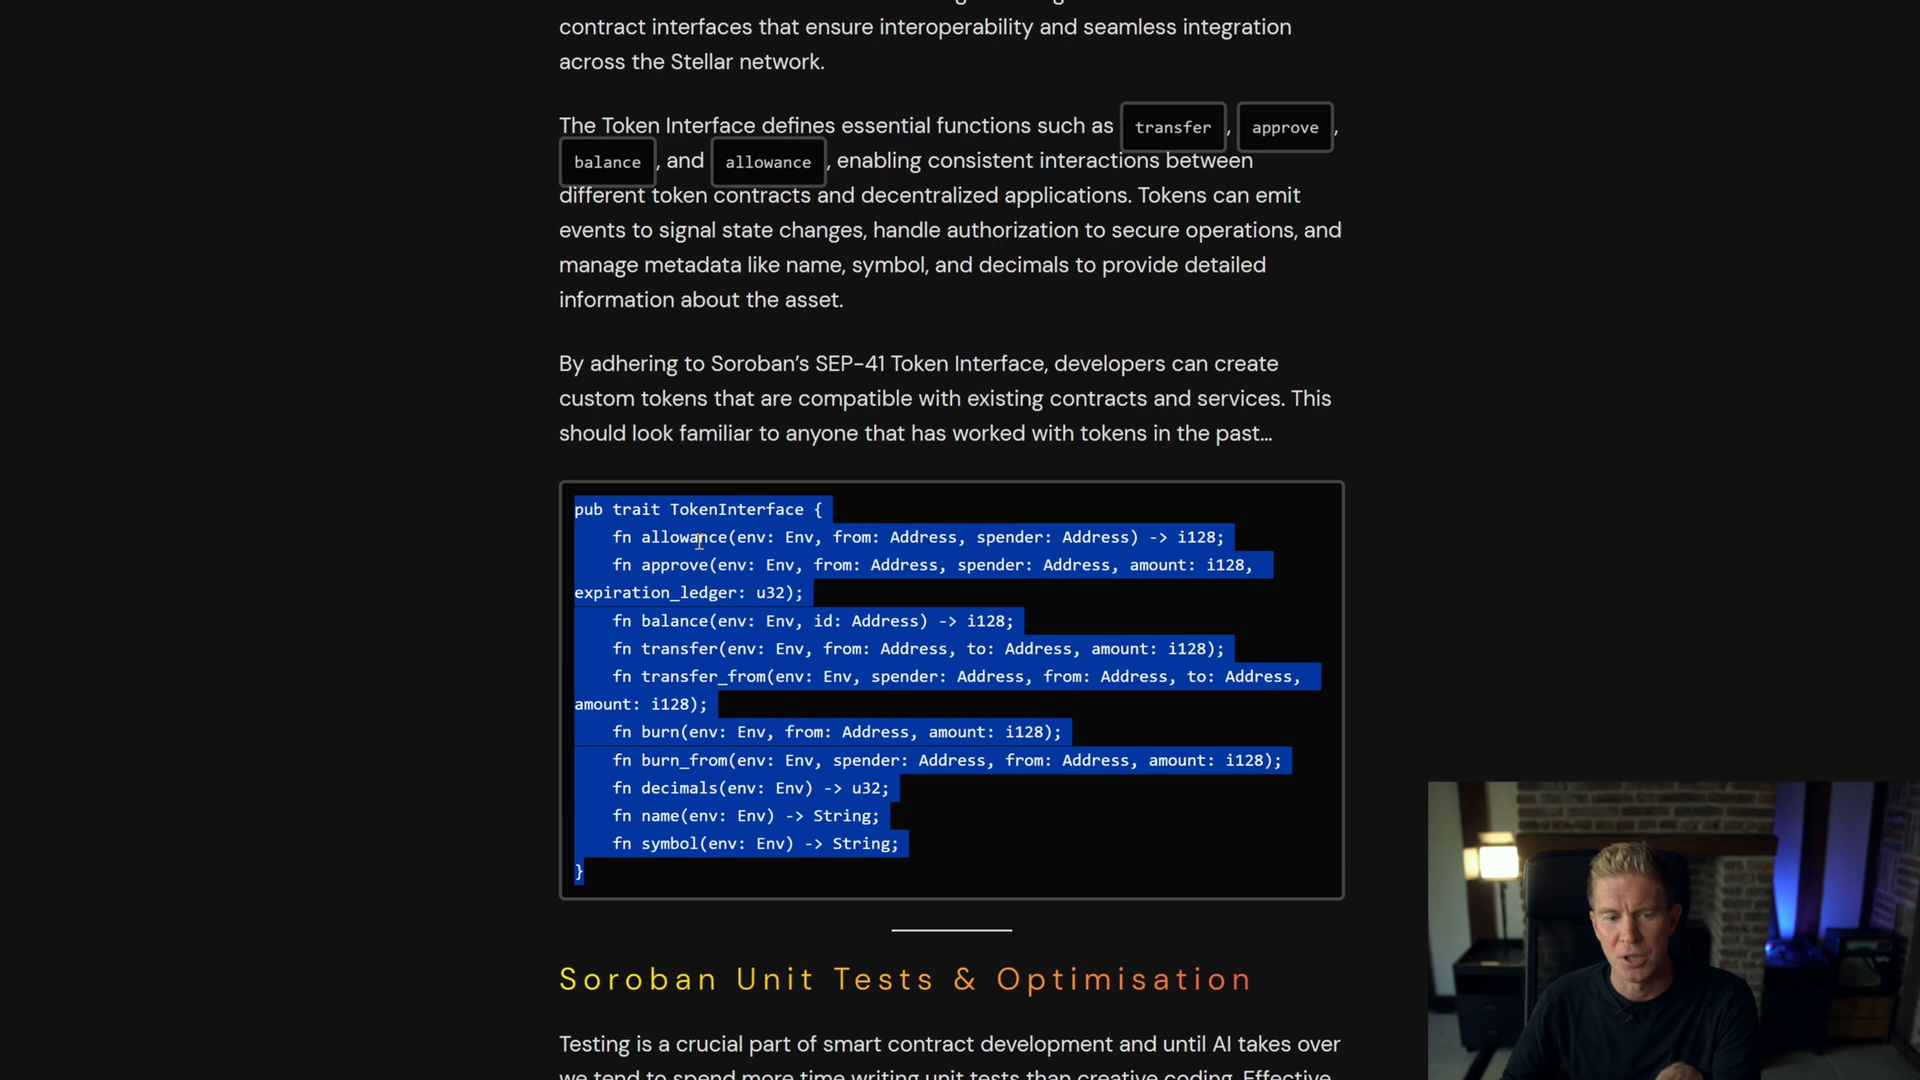 contract interfaces that ensure interoperability and seamless integration
across the Stellar network.
The Token Interface defines essential functions such as transfer, approve,
balance, and allowance, enabling consistent interactions between
different token contracts and decentralized applications. Tokens can emit
events to signal state changes, handle authorization to secure operations, and
manage metadata like name, symbol, and decimals to provide detailed
information about the asset.
By adhering to Soroban’s SEP-41 Token Interface, developers can create
custom tokens that are compatible with existing contracts and services. This
should look familiar to anyone that has worked with tokens in the past…
pub trait TokenInterface {
    fn allowance(env: Env, from: Address, spender: Address) -> i128;
    fn approve(env: Env, from: Address, spender: Address, amount: i128,
expiration_ledger: u32);
    fn balance(env: Env, id: Address) -> i128;
    fn transfer(env: Env, from: Address, to: Address, amount: i128);
    fn transfer_from(env: Env, spender: Address, from: Address, to: Address,
amount: i128);
    fn burn(env: Env, from: Address, amount: i128);
    fn burn_from(env: Env, spender: Address, from: Address, amount: i128);
    fn decimals(env: Env) -> u32;
    fn name(env: Env) -> String;
    fn symbol(env: Env) -> String;
}
Soroban Unit Tests & Optimisation
Testing is a crucial part of smart contract development and until AI takes over
we tend to spend more time writing unit tests than creative coding. Effective